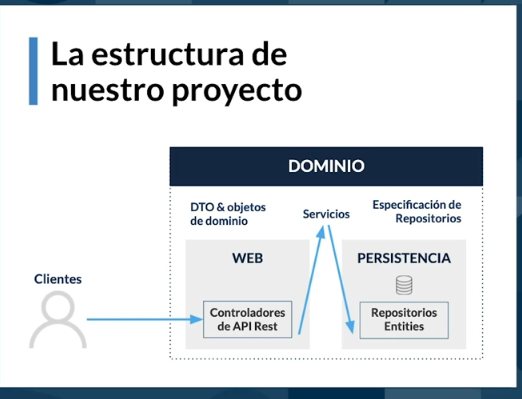 La estructura de
nuestro proyecto
DOMINIO
DTO & objetos
de dominio
Servicios
Especificación de
Repositorios
WEB
PERSISTENCIA
Clientes
Controladores
de API Rest
Repositorios
Entities